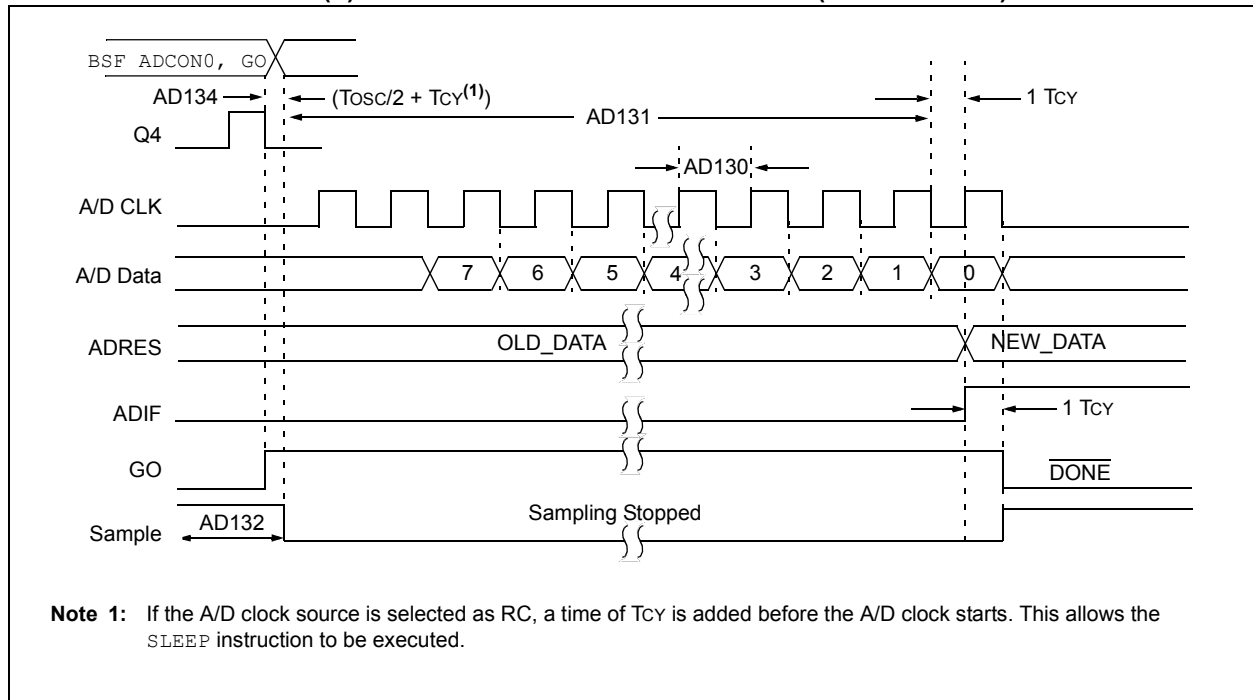 BSF ADCON0, GO
AD134
(TOSC/2 + TCY(1))
1 TCY
AD131
Q4
AD130
A/D CLK
A/D Data
7 6 5 4 3 2 1 0
ADRES
OLD_DATA
NEW_DATA
ADIF
1 TCY
GO
DONE
Sample
AD132
Sampling Stopped
Note 1: If the A/D clock source is selected as RC, a time of TCY is added before the A/D clock starts. This allows the
SLEEP instruction to be executed.